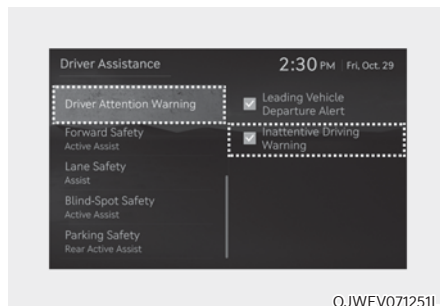 Driver Assistance
2:30 PM Fri, Oct. 29
Driver Attention Warning
Forward Safety
Active Assist
Lane Safety
Assist
Blind-Spot Safety
Active Assist
Parking Safety
Rear Active Assist
Leading Vehicle
Departure Alert
Inattentive Driving
Warning
OJWEV071251L